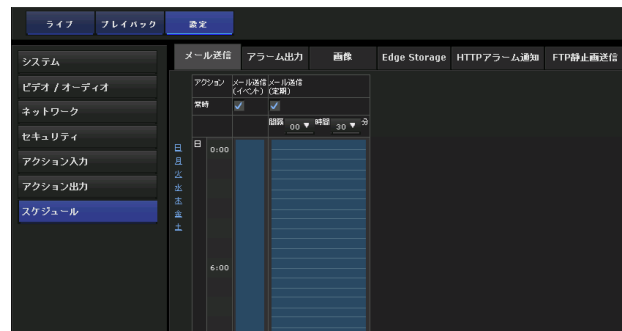 ライブ プレイバック 設定
システム
ビデオ / オーディオ
ネットワーク
セキュリティ
アクション入力
アクション出力
スケジュール
メール送信 アラーム出力 画像 Edge Storage HTTPアラーム通知 FTP静止画送信
アクション メール送信(イベント) メール送信(定期)
常時
間隔 00 ▼ 時間 30 ▼ 分
日
月
火
水
木
金
土
日 0:00
6:00